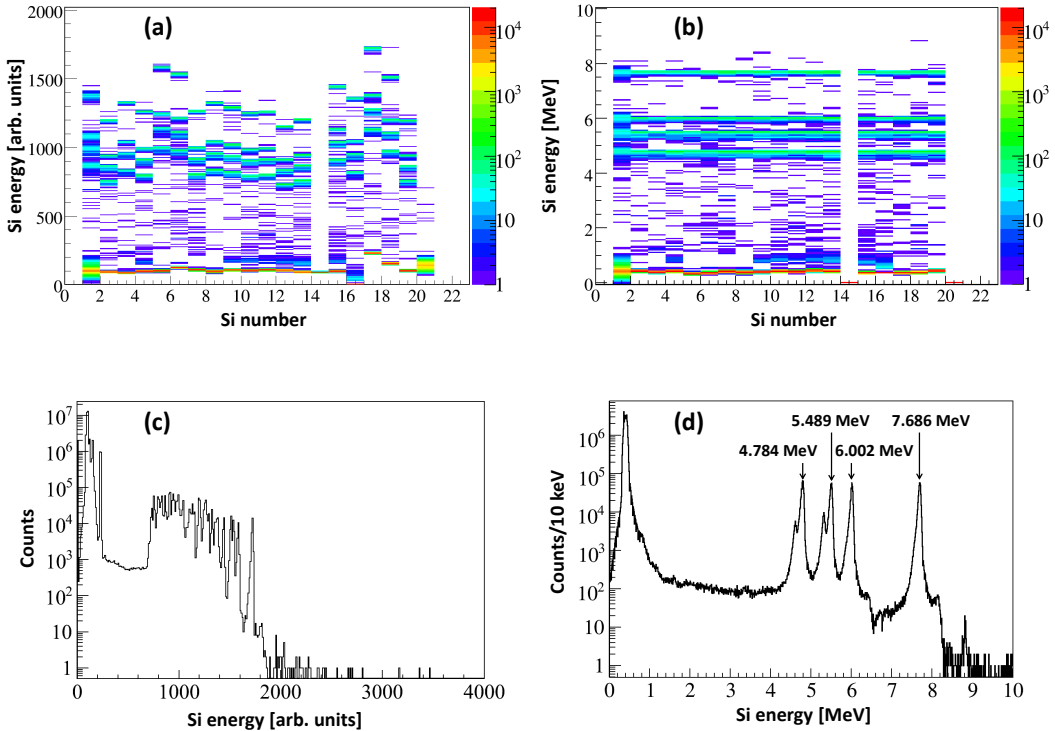 (a)
Si energy [arb. units]
2000
1500
1000
500
0
0 2 4 6 8 10 12 14 16 18 20 22
Si number
10⁴
10³
10²
10
1
(b)
Si energy [MeV]
10
8
6
4
2
0
0 2 4 6 8 10 12 14 16 18 20 22
Si number
10⁴
10³
10²
10
1
(c)
Counts
10⁷
10⁶
10⁵
10⁴
10³
10²
10
1
0 1000 2000 3000 4000
Si energy [arb. units]
(d)
5.489 MeV
7.686 MeV
4.784 MeV
6.002 MeV
Counts/10 keV
10⁶
10⁵
10⁴
10³
10²
10
1
0 1 2 3 4 5 6 7 8 9 10
Si energy [MeV]